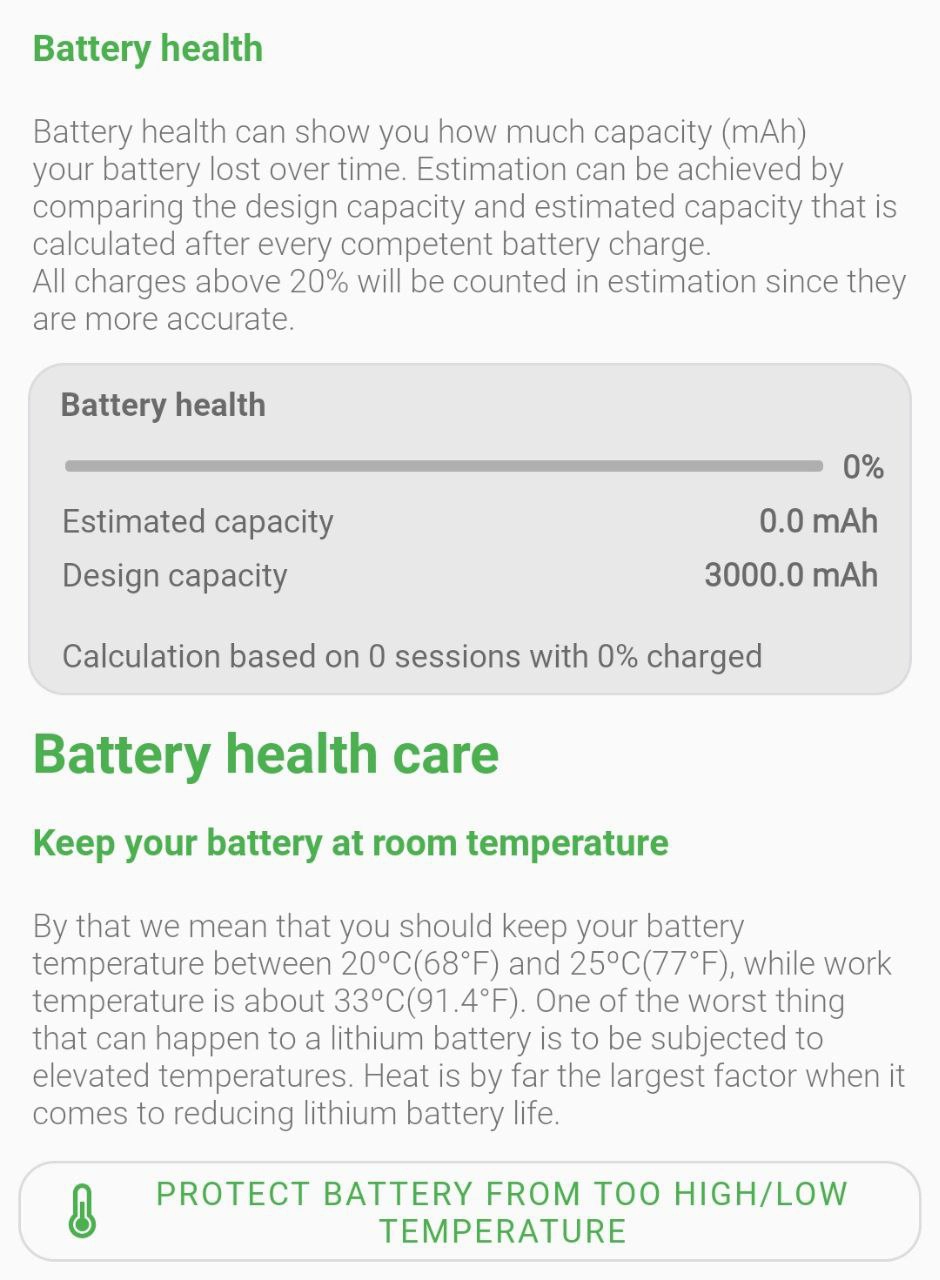 Battery health
Battery health can show you how much capacity (mAh)
your battery lost over time. Estimation can be achieved by
comparing the design capacity and estimated capacity that is
calculated after every competent battery charge.
All charges above 20% will be counted in estimation since they
are more accurate.
Battery health
0%
Estimated capacity 0.0 mAh
Design capacity 3000.0 mAh
Calculation based on 0 sessions with 0% charged
Battery health care
Keep your battery at room temperature
By that we mean that you should keep your battery
temperature between 20ºC(68°F) and 25ºC(77°F), while work
temperature is about 33ºC(91.4°F). One of the worst thing
that can happen to a lithium battery is to be subjected to
elevated temperatures. Heat is by far the largest factor when it
comes to reducing lithium battery life.
PROTECT BATTERY FROM TOO HIGH/LOW
TEMPERATURE